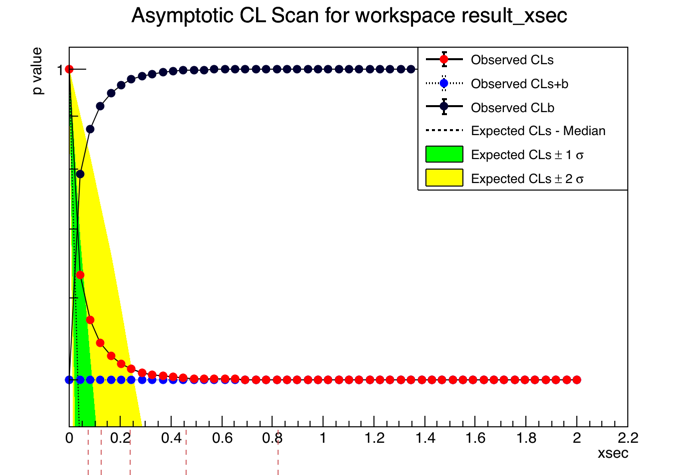 Asymptotic CL Scan for workspace result_xsec
p value
1
Observed CLs
Observed CLs+b
Observed CLb
Expected CLs - Median
Expected CLs ± 1 σ
Expected CLs ± 2 σ
0 0.2 0.4 0.6 0.8 1 1.2 1.4 1.6 1.8 2 2.2
xsec